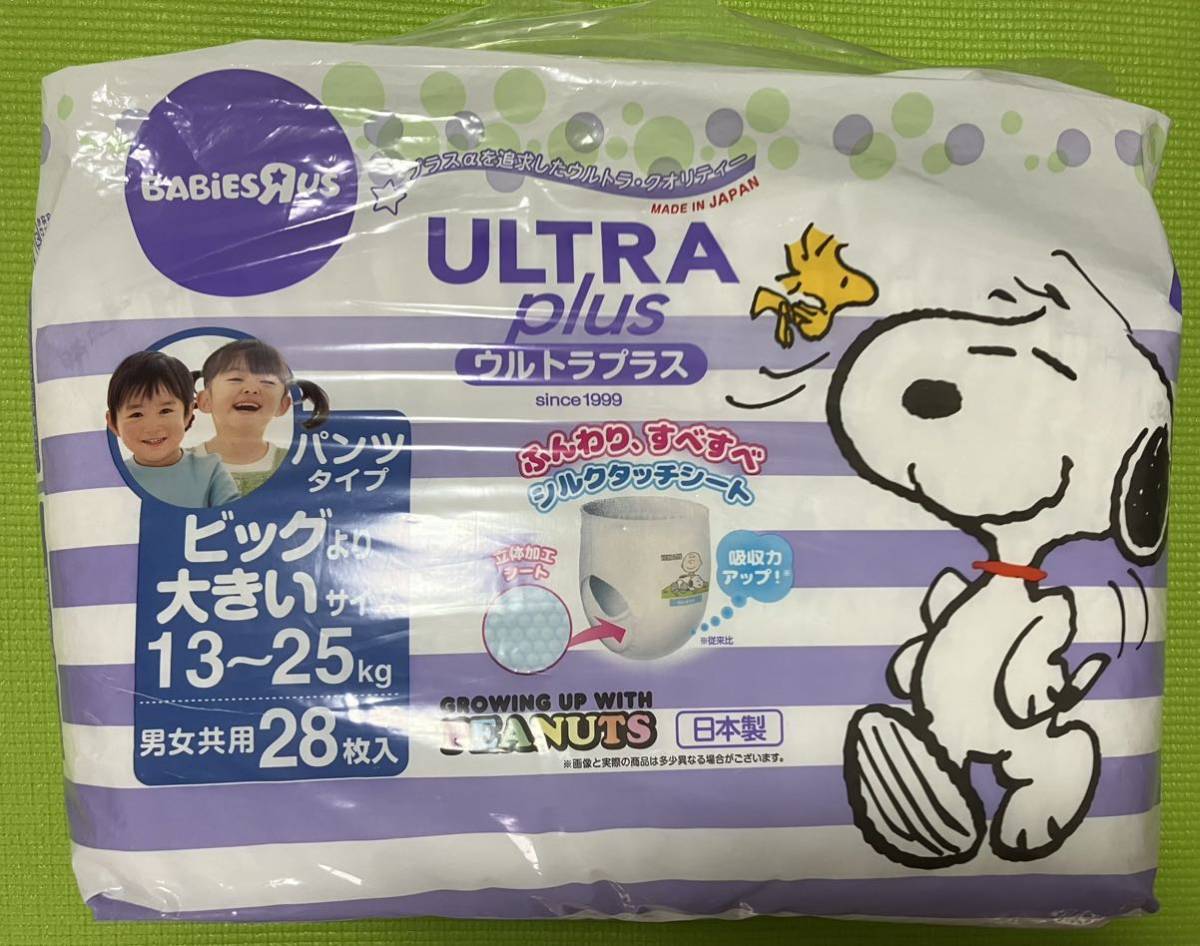 BABIESRUS
プラスαを追求したウルトラ・クオリティー
MADE IN JAPAN
ULTRA
plus
ウルトラプラス
since1999
パンツ
タイプ
ビッグより
大きいサイズ
13〜25kg
男女共用28枚入
ふんわり、すべすべ
シルクタッチシート
立体加工
シート
吸収力
アップ!※
※従来比
GROWING UP WITH
PEANUTS
日本製
※画像と実際の商品は多少異なる場合がございます。